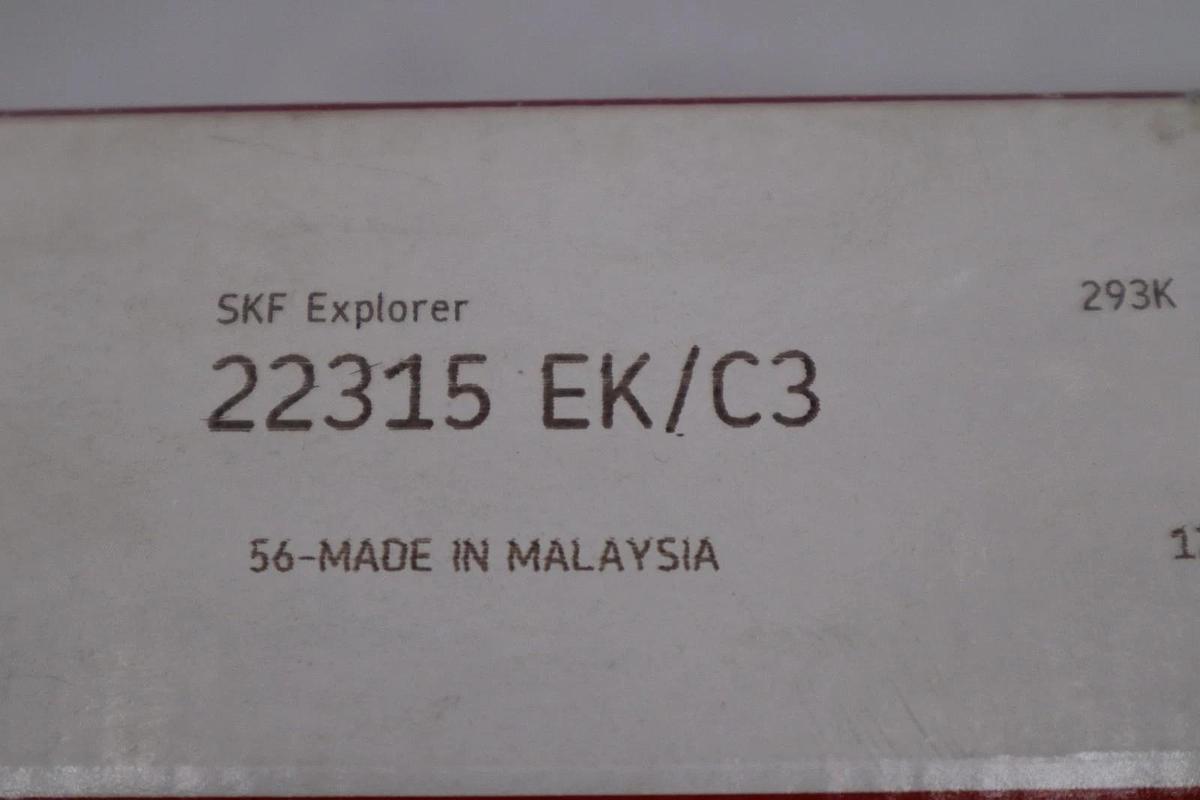 SKF Explorer 293K
22315 EK/C3
56-MADE IN MALAYSIA